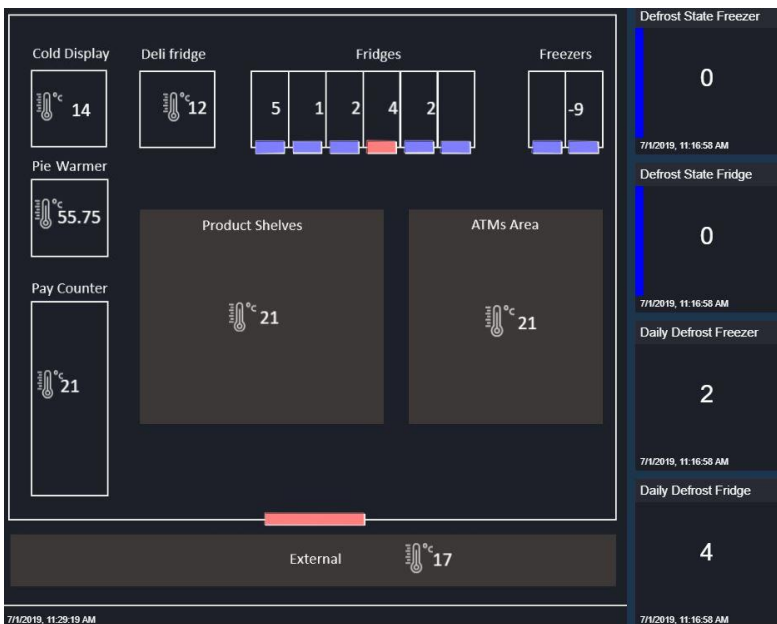 Cold Display
Deli fridge
Fridges
Freezers
°C 14
°C 12
5 1 2 4 2
-9
Pie Warmer
°C 55.75
Product Shelves
ATMs Area
Pay Counter
°C 21
°C 21
°C 21
External
°C 17
7/1/2019, 11:29:19 AM
Defrost State Freezer
0
7/1/2019, 11:16:58 AM
Defrost State Fridge
0
7/1/2019, 11:16:58 AM
Daily Defrost Freezer
2
7/1/2019, 11:16:58 AM
Daily Defrost Fridge
4
7/1/2019, 11:16:58 AM